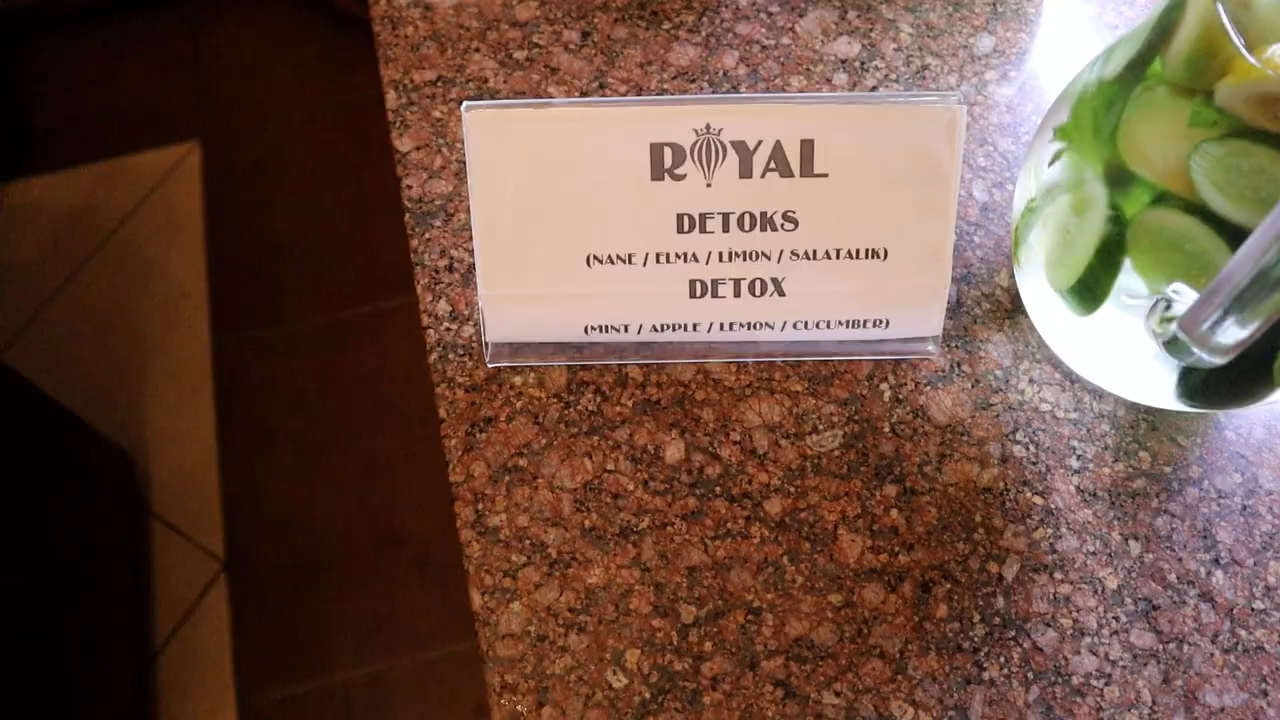 ROYAL
DETOKS
(NANE / ELMA / LİMON / SALATALIK)
DETOX
(MINT / APPLE / LEMON / CUCUMBER)